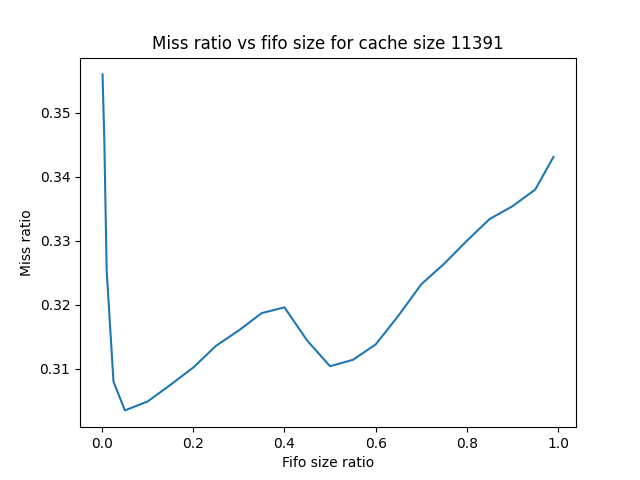 Miss ratio vs fifo size for cache size 11391
0.35
0.34
0.33
0.32
0.31
Miss ratio
0.0 0.2 0.4 0.6 0.8 1.0
Fifo size ratio